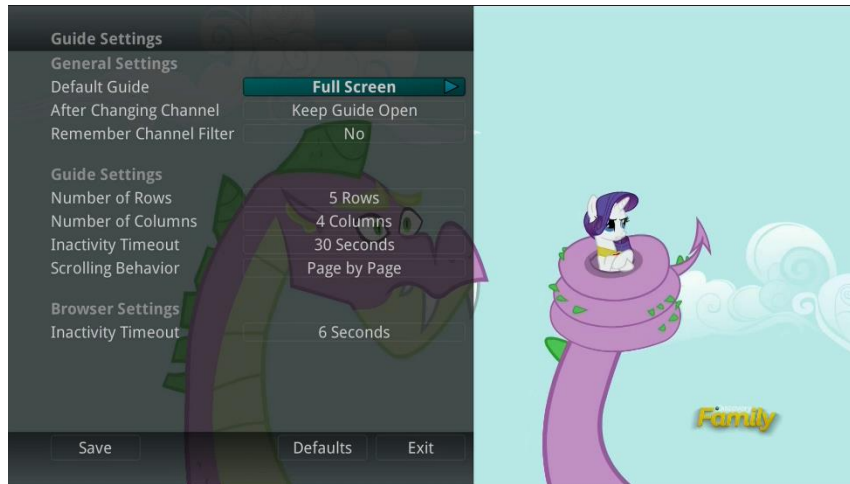 Guide Settings
General Settings
Default Guide Full Screen
After Changing Channel Keep Guide Open
Remember Channel Filter No
Guide Settings
Number of Rows 5 Rows
Number of Columns 4 Columns
Inactivity Timeout 30 Seconds
Scrolling Behavior Page by Page
Browser Settings
Inactivity Timeout 6 Seconds
Family
Save Defaults Exit